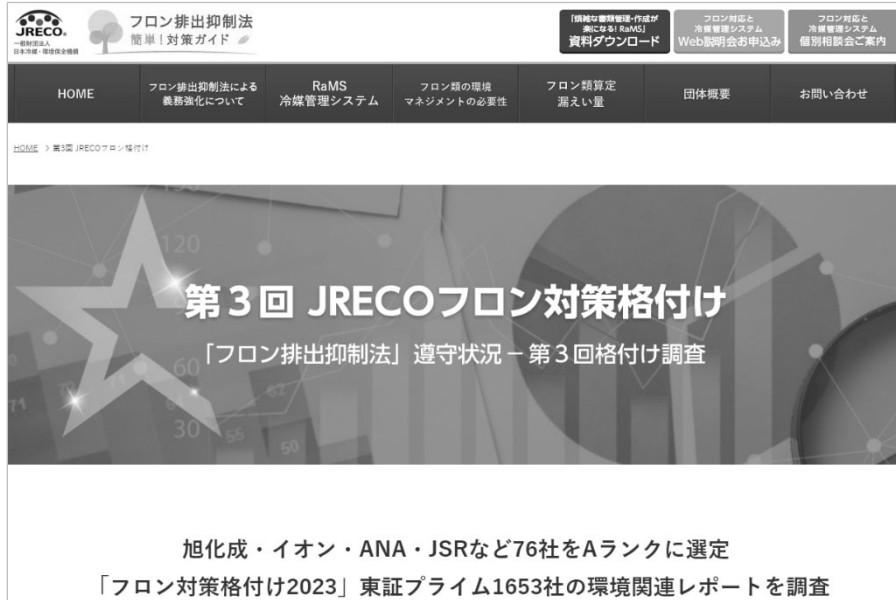 JRECO®
一般財団法人
日本冷媒・環境保全機構
フロン排出抑制法
簡単！対策ガイド
「煩雑な書類管理・作成が
楽になる！RaMS」
資料ダウンロード
フロン対応と
冷媒管理システム
Web説明会お申込み
フロン対応と
冷媒管理システム
個別相談会ご案内
HOME
フロン排出抑制法による
義務強化について
RaMS
冷媒管理システム
フロン類の環境
マネジメントの必要性
フロン類算定
漏えい量
団体概要
お問い合わせ
HOME > 第3回 JRECOフロン格付け
120
第３回 JRECOフロン対策格付け
「フロン排出抑制法」遵守状況 − 第３回格付け調査
60
62
71
30
55
50
旭化成・イオン・ANA・JSRなど76社をAランクに選定
「フロン対策格付け2023」東証プライム1653社の環境関連レポートを調査